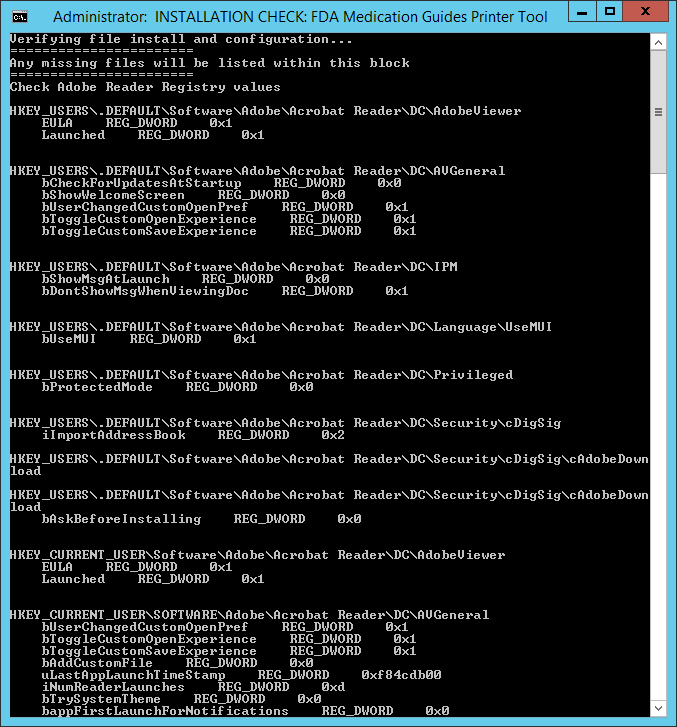 Administrator:  INSTALLATION CHECK: FDA Medication Guides Printer Tool
Verifying file install and configuration...
=======================
Any missing files will be listed within this block
=======================
Check Adobe Reader Registry values
HKEY_USERS\.DEFAULT\Software\Adobe\Acrobat Reader\DC\AdobeViewer
    EULA    REG_DWORD    0x1
    Launched    REG_DWORD    0x1
HKEY_USERS\.DEFAULT\Software\Adobe\Acrobat Reader\DC\AVGeneral
    bCheckForUpdatesAtStartup    REG_DWORD    0x0
    bShowWelcomeScreen    REG_DWORD    0x0
    bUserChangedCustomOpenPref    REG_DWORD    0x1
    bToggleCustomOpenExperience    REG_DWORD    0x1
    bToggleCustomSaveExperience    REG_DWORD    0x1
HKEY_USERS\.DEFAULT\Software\Adobe\Acrobat Reader\DC\IPM
    bShowMsgAtLaunch    REG_DWORD    0x0
    bDontShowMsgWhenViewingDoc    REG_DWORD    0x1
HKEY_USERS\.DEFAULT\Software\Adobe\Acrobat Reader\DC\Language\UseMUI
    bUseMUI    REG_DWORD    0x1
HKEY_USERS\.DEFAULT\Software\Adobe\Acrobat Reader\DC\Privileged
    bProtectedMode    REG_DWORD    0x0
HKEY_USERS\.DEFAULT\Software\Adobe\Acrobat Reader\DC\Security\cDigSig
    iImportAddressBook    REG_DWORD    0x2
HKEY_USERS\.DEFAULT\Software\Adobe\Acrobat Reader\DC\Security\cDigSig\cAdobeDown
load
HKEY_USERS\.DEFAULT\Software\Adobe\Acrobat Reader\DC\Security\cDigSig\cAdobeDown
load
    bAskBeforeInstalling    REG_DWORD    0x0
HKEY_CURRENT_USER\Software\Adobe\Acrobat Reader\DC\AdobeViewer
    EULA    REG_DWORD    0x1
    Launched    REG_DWORD    0x1
HKEY_CURRENT_USER\SOFTWARE\Adobe\Acrobat Reader\DC\AVGeneral
    bUserChangedCustomOpenPref    REG_DWORD    0x1
    bToggleCustomOpenExperience    REG_DWORD    0x1
    bToggleCustomSaveExperience    REG_DWORD    0x1
    bAddCustomFile    REG_DWORD    0x0
    uLastAppLaunchTimeStamp    REG_DWORD    0xf84cdb00
    iNumReaderLaunches    REG_DWORD    0xd
    bTrySystemTheme    REG_DWORD    0x0
    bappFirstLaunchForNotifications    REG_DWORD    0x0